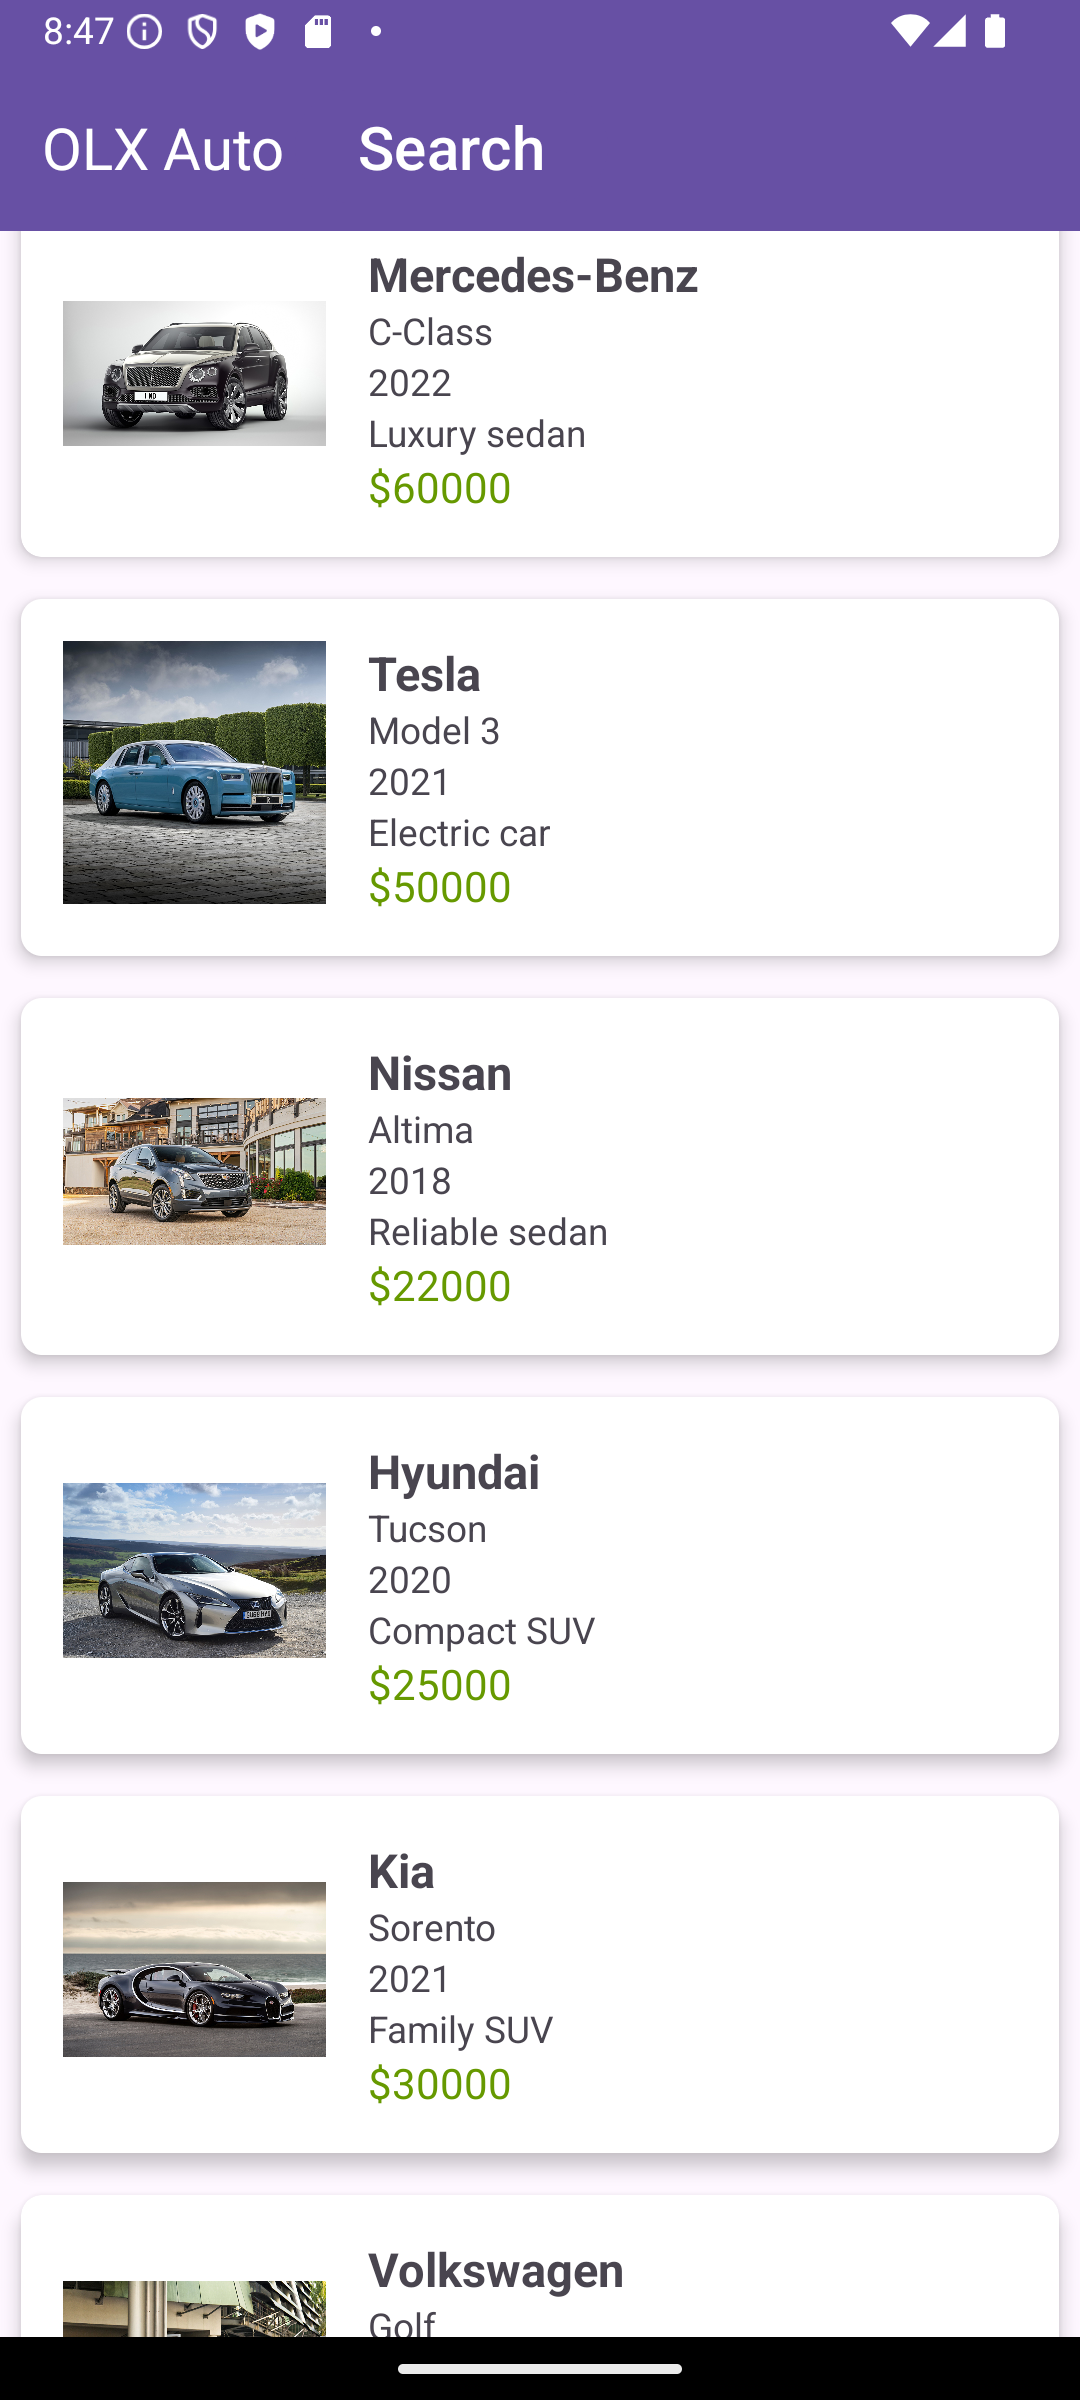 8:47
OLX Auto Search
Mercedes-Benz
C-Class
2022
Luxury sedan
$60000
Tesla
Model 3
2021
Electric car
$50000
Nissan
Altima
2018
Reliable sedan
$22000
Hyundai
Tucson
2020
Compact SUV
$25000
Kia
Sorento
2021
Family SUV
$30000
Volkswagen
Golf